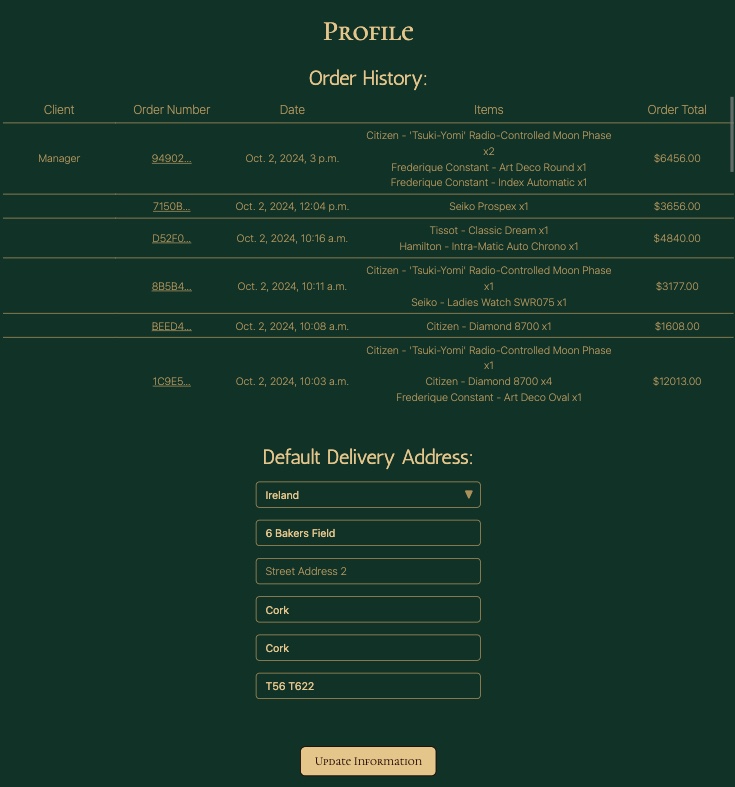 Profile
Order History:
Client Order Number Date Items Order Total
Manager 94902... Oct. 2, 2024, 3 p.m. Citizen - 'Tsuki-Yomi' Radio-Controlled Moon Phase
x2
Frederique Constant - Art Deco Round x1
Frederique Constant - Index Automatic x1
$6456.00
7150B... Oct. 2, 2024, 12:04 p.m. Seiko Prospex x1 $3656.00
D52F0... Oct. 2, 2024, 10:16 a.m. Tissot - Classic Dream x1
Hamilton - Intra-Matic Auto Chrono x1
$4840.00
8B5B4... Oct. 2, 2024, 10:11 a.m. Citizen - 'Tsuki-Yomi' Radio-Controlled Moon Phase
x1
Seiko - Ladies Watch SWR075 x1
$3177.00
BEED4... Oct. 2, 2024, 10:08 a.m. Citizen - Diamond 8700 x1 $1608.00
1C9E5... Oct. 2, 2024, 10:03 a.m. Citizen - 'Tsuki-Yomi' Radio-Controlled Moon Phase
x1
Citizen - Diamond 8700 x4
Frederique Constant - Art Deco Oval x1
$12013.00
Default Delivery Address:
Ireland
6 Bakers Field
Street Address 2
Cork
Cork
T56 T622
Update Information